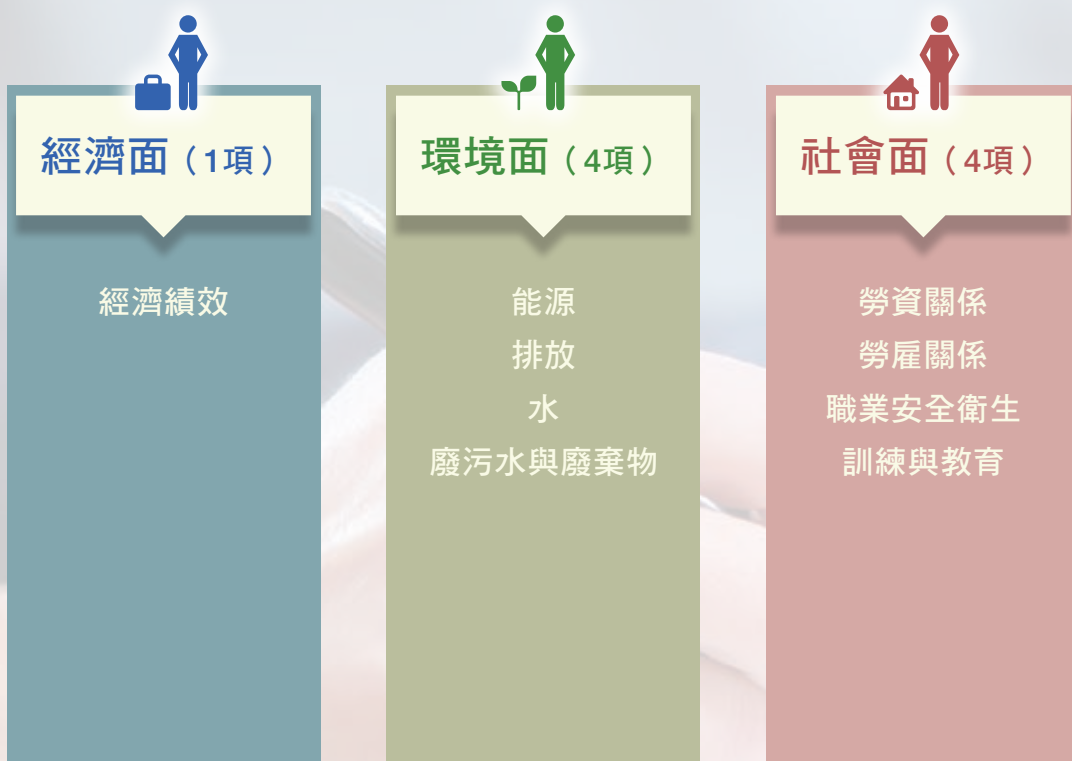 經濟面（1項）
經濟績效
環境面（4項）
能源
排放
水
廢污水與廢棄物
社會面（4項）
勞資關係
勞雇關係
職業安全衛生
訓練與教育